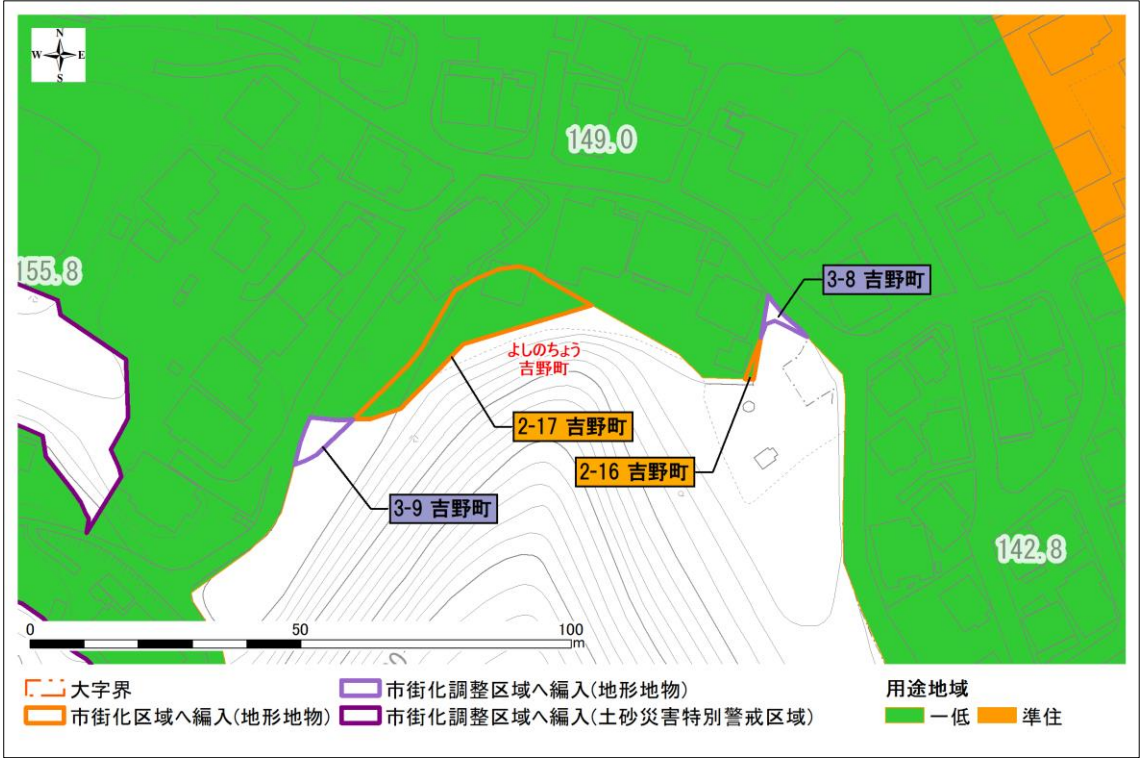 N
W E
S
149.0
155.8
3-8 吉野町
よしのちょう
吉野町
2-17 吉野町
2-16 吉野町
3-9 吉野町
142.8
0 50 100
m
大字界
市街化調整区域へ編入(地形地物)
用途地域
市街化区域へ編入(地形地物)
市街化調整区域へ編入(土砂災害特別警戒区域)
一低
準住